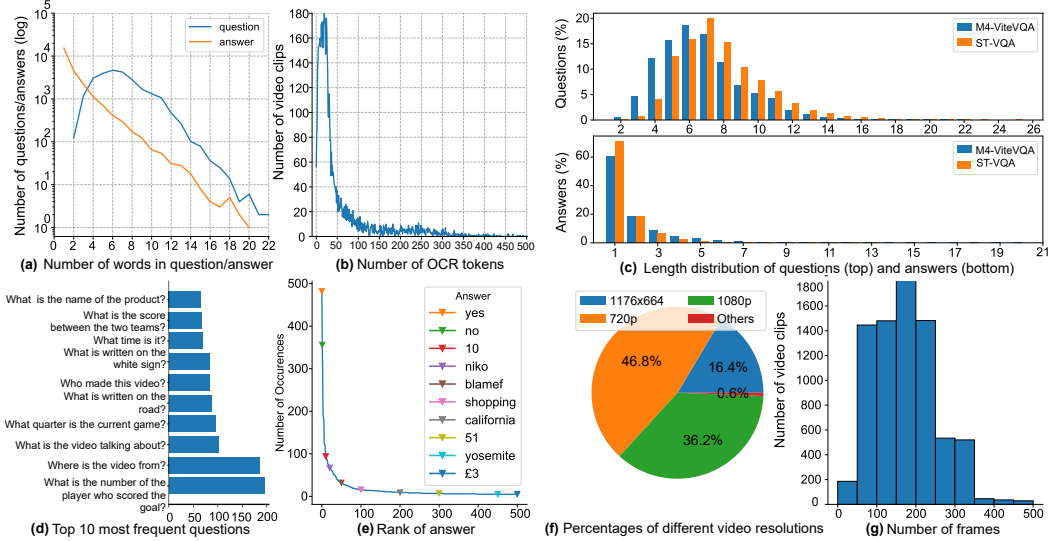 Number of questions/answers (log)
10^5
10^4
10^3
10^2
10^1
10^0
question
answer
0 2 4 6 8 10 12 14 16 18 20 22
(a) Number of words in question/answer
Number of video clips
180
160
140
120
100
80
60
40
20
0
0 50 100 150 200 250 300 350 400 450 500
(b) Number of OCR tokens
Questions (%)
20
15
10
5
0
M4-ViteVQA
ST-VQA
2 4 6 8 10 12 14 16 18 20 22 24 26
Answers (%)
60
40
20
0
M4-ViteVQA
ST-VQA
1 3 5 7 9 11 13 15 17 19 21
(c) Length distribution of questions (top) and answers (bottom)
What is the name of the product?
What is the score
between the two teams?
What time is it?
What is written on the
white sign?
Who made this video?
What is written on the
road?
What quarter is the current game?
What is the video talking about?
Where is the video from?
What is the number of the
player who scored the
goal?
0 50 100 150 200
(d) Top 10 most frequent questions
Number of Occurences
500
400
300
200
100
0
Answer
yes
no
10
niko
blamef
shopping
california
51
yosemite
£3
0 100 200 300 400 500
(e) Rank of answer
1176x664
720p
1080p
Others
46.8%
16.4%
0.6%
36.2%
(f) Percentages of different video resolutions
Number of video clips
1800
1600
1400
1200
1000
800
600
400
200
0
0 100 200 300 400 500
(g) Number of frames